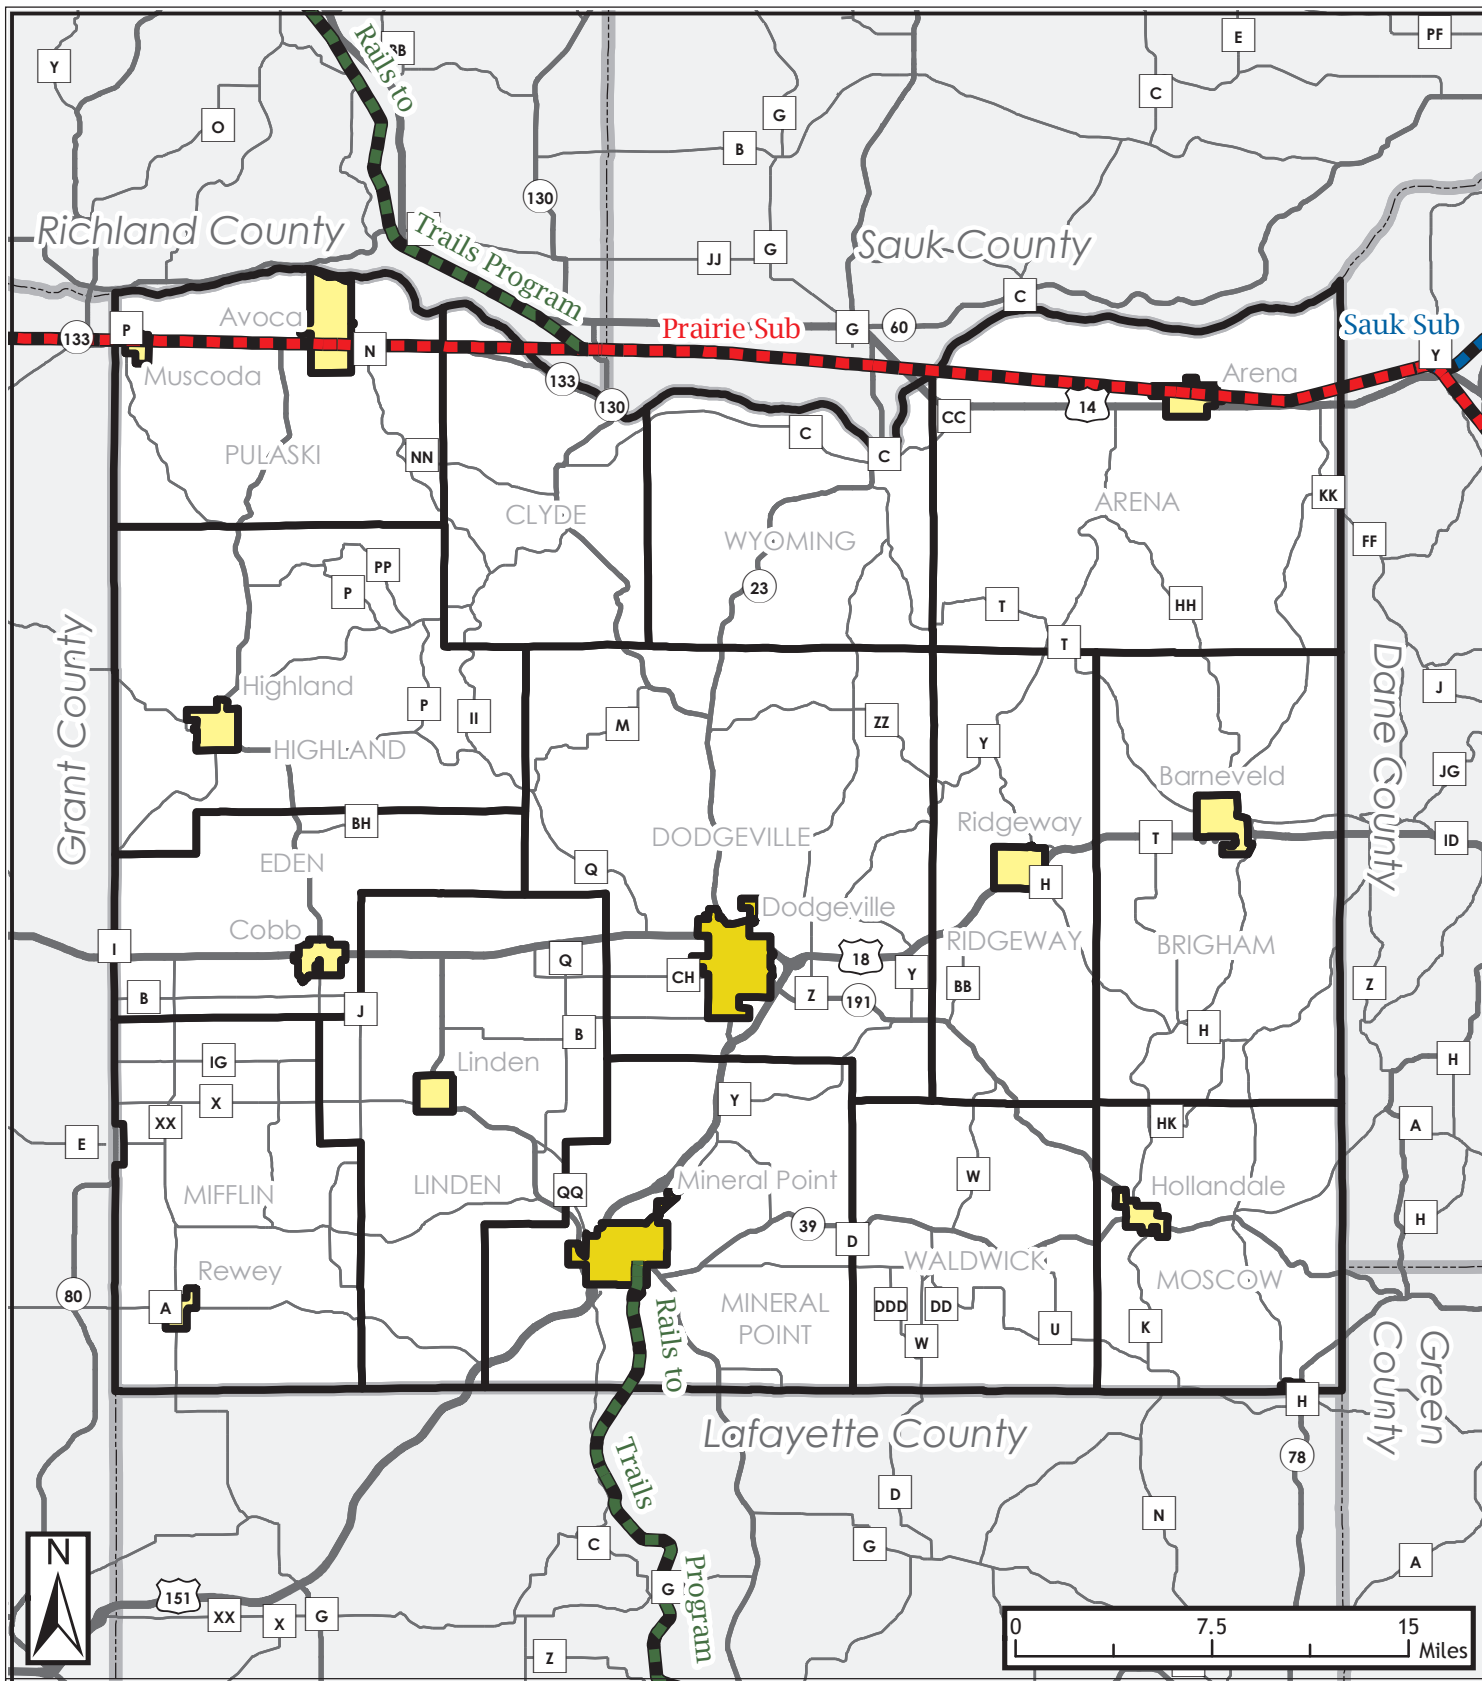 Y
BB
Rails to
E
PF
C
O
G
B
130
Richland County
Trails Program
JJ
G
Sauk County
C
133
P
Avoca
N
Prairie Sub
G
60
Sauk Sub
Y
Muscoda
133
130
14
Arena
CC
C
C
PULASKI
NN
CLYDE
WYOMING
ARENA
KK
FF
PP
P
23
T
HH
T
Grant County
Dane County
Highland
P
II
M
ZZ
Y
J
HIGHLAND
JG
Barneveld
BH
DODGEVILLE
Ridgeway
T
ID
EDEN
Q
H
Cobb
Dodgeville
I
Q
CH
18
RIDGEWAY
BRIGHAM
B
J
Z
191
Y
BB
Z
B
H
IG
Linden
H
X
Y
XX
HK
A
E
MIFFLIN
LINDEN
QQ
Mineral Point
W
Hollandale
39
D
H
Rewey
WALDWICK
MOSCOW
80
A
Rails to
MINERAL
POINT
DDD
DD
W
U
K
Green
County
H
Lafayette County
78
Trails
D
N
N
C
G
A
Program
G
151
XX
X
G
Z
0
7.5
15
Miles